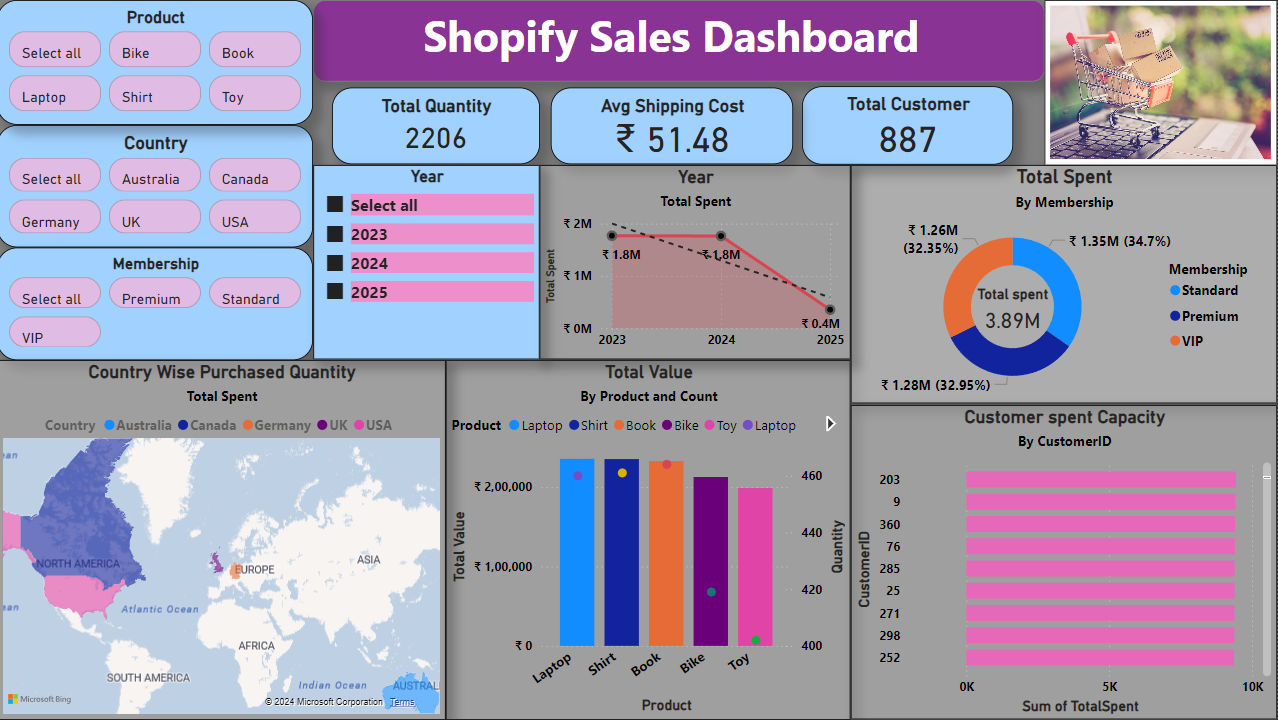 Product
Select all
Bike
Book
Laptop
Shirt
Toy
Country
Select all
Australia
Canada
Germany
UK
USA
Membership
Select all
Premium
Standard
VIP
Shopify Sales Dashboard
Total Quantity
2206
Avg Shipping Cost
₹ 51.48
Total Customer
887
Year
Select all
2023
2024
2025
Year
Total Spent
Total Spent
₹ 2M
₹ 1M
₹ 0M
₹ 1.8M
₹ 1.8M
₹ 0.4M
2023
2024
2025
Total Spent
By Membership
₹ 1.26M
(32.35%)
₹ 1.35M (34.7%)
Total spent
3.89M
₹ 1.28M (32.95%)
Membership
Standard
Premium
VIP
Country Wise Purchased Quantity
Total Spent
Country Australia Canada Germany UK USA
NORTH AMERICA
EUROPE
ASIA
Atlantic Ocean
AFRICA
SOUTH AMERICA
Indian Ocean
AUSTRAL
Microsoft Bing
© 2024 Microsoft Corporation Terms
Total Value
By Product and Count
Product Laptop Shirt Book Bike Toy Laptop
Total Value
₹ 2,00,000
₹ 1,00,000
₹ 0
460
440
420
400
Quantity
Laptop
Shirt
Book
Bike
Toy
Product
Customer spent Capacity
By CustomerID
CustomerID
203
9
360
76
285
25
271
298
252
0K
5K
10K
Sum of TotalSpent